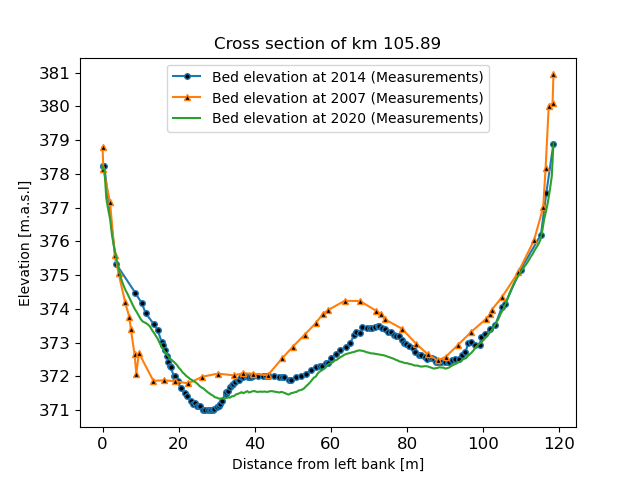 Cross section of km 105.89
Bed elevation at 2014 (Measurements)
Bed elevation at 2007 (Measurements)
Bed elevation at 2020 (Measurements)
Elevation [m.a.s.l]
381
380
379
378
377
376
375
374
373
372
371
0 20 40 60 80 100 120
Distance from left bank [m]